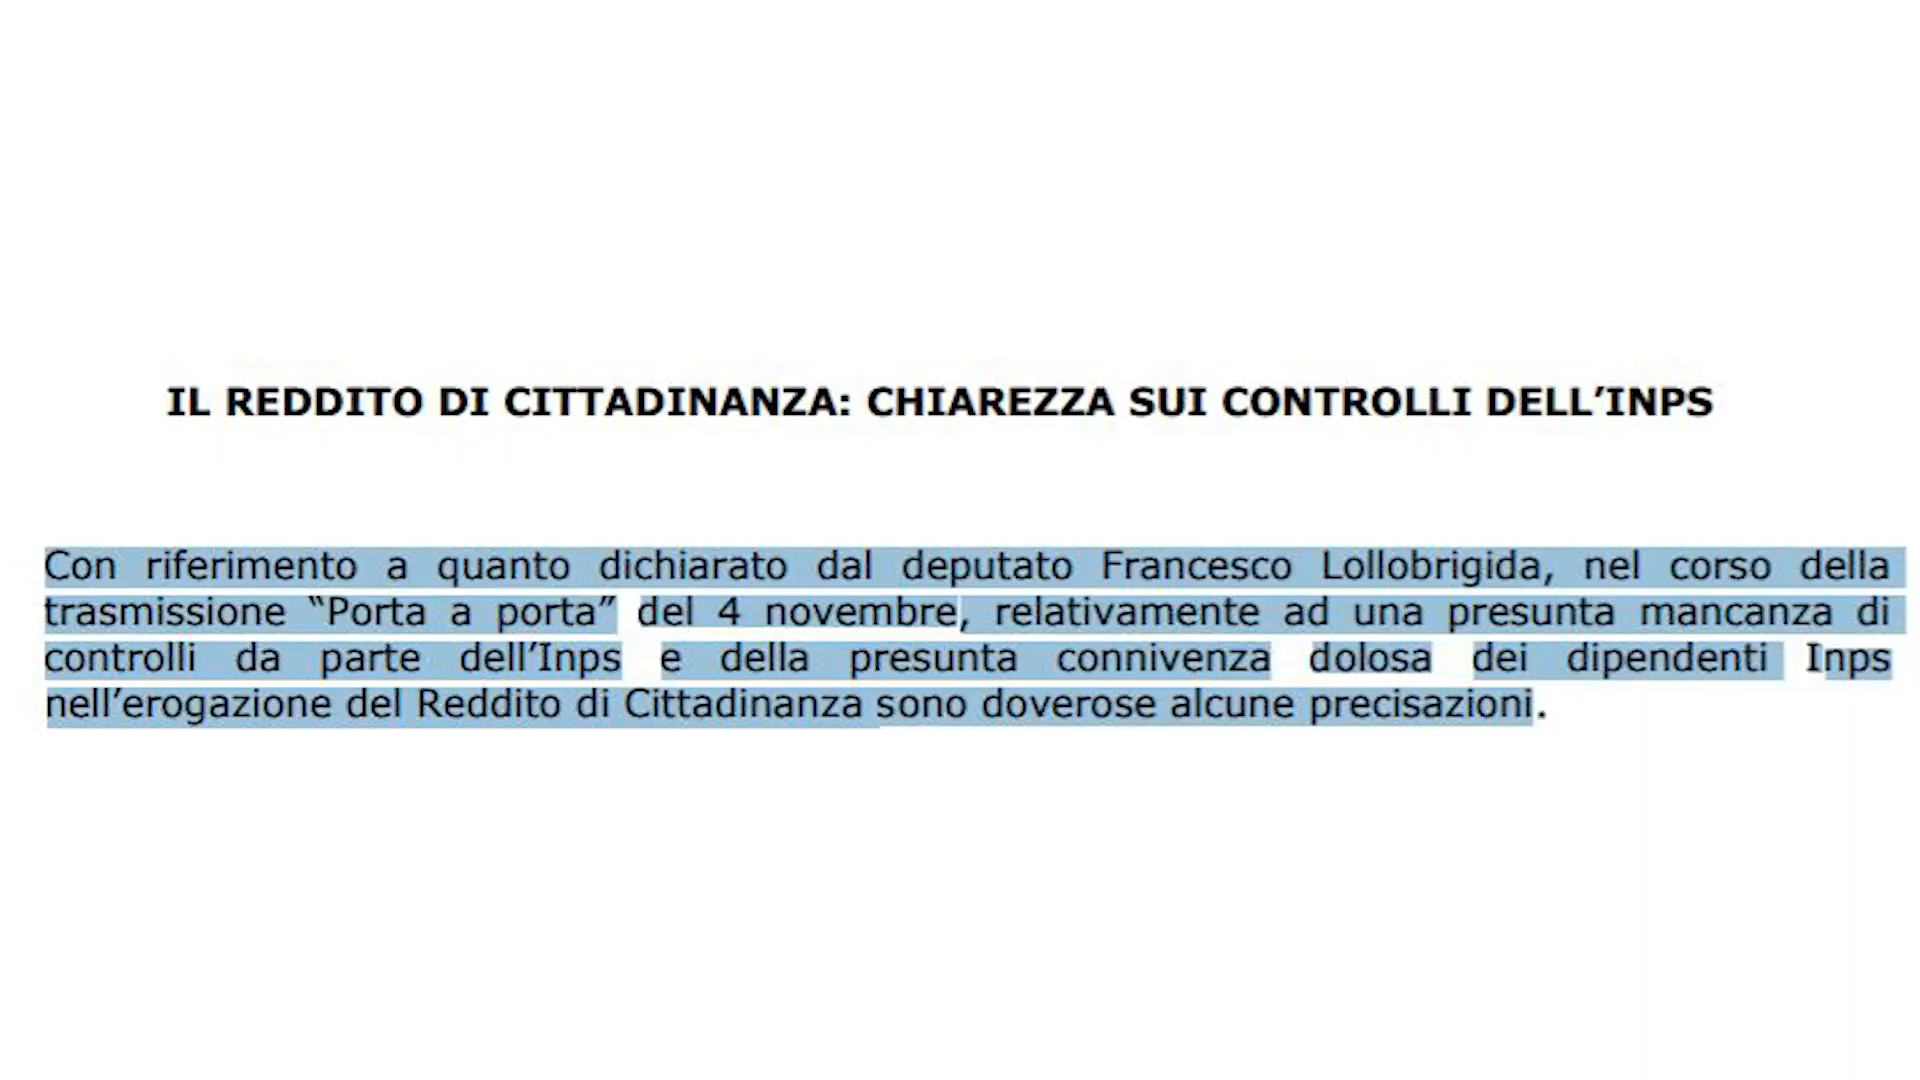 IL REDDITO DI CITTADINANZA: CHIAREZZA SUI CONTROLLI DELL’INPS
Con riferimento a quanto dichiarato dal deputato Francesco Lollobrigida, nel corso della
trasmissione “Porta a porta” del 4 novembre, relativamente ad una presunta mancanza di
controlli da parte dell’Inps e della presunta connivenza dolosa dei dipendenti Inps
nell’erogazione del Reddito di Cittadinanza sono doverose alcune precisazioni.